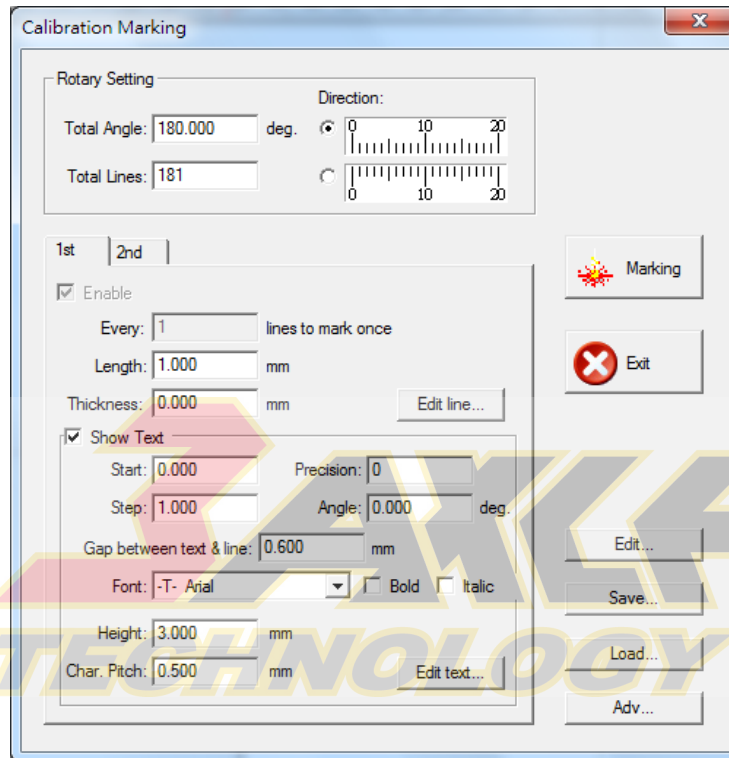 Calibration Marking
X
Rotary Setting
Direction:
Total Angle: 180.000 deg.
0 10 20
Total Lines: 181
0 10 20
1st 2nd
Enable
Every: 1 lines to mark once
Length: 1.000 mm
Thickness: 0.000 mm Edit line...
Show Text
Start: 0.000 Precision: 0
Step: 1.000 Angle: 0.000 deg.
Gap between text & line: 0.600 mm
Font: -T- Arial Bold Italic
Height: 3.000 mm
Char. Pitch: 0.500 mm Edit text...
Marking
Exit
Edit...
Save...
Load...
Adv...
TECHNOLOGY